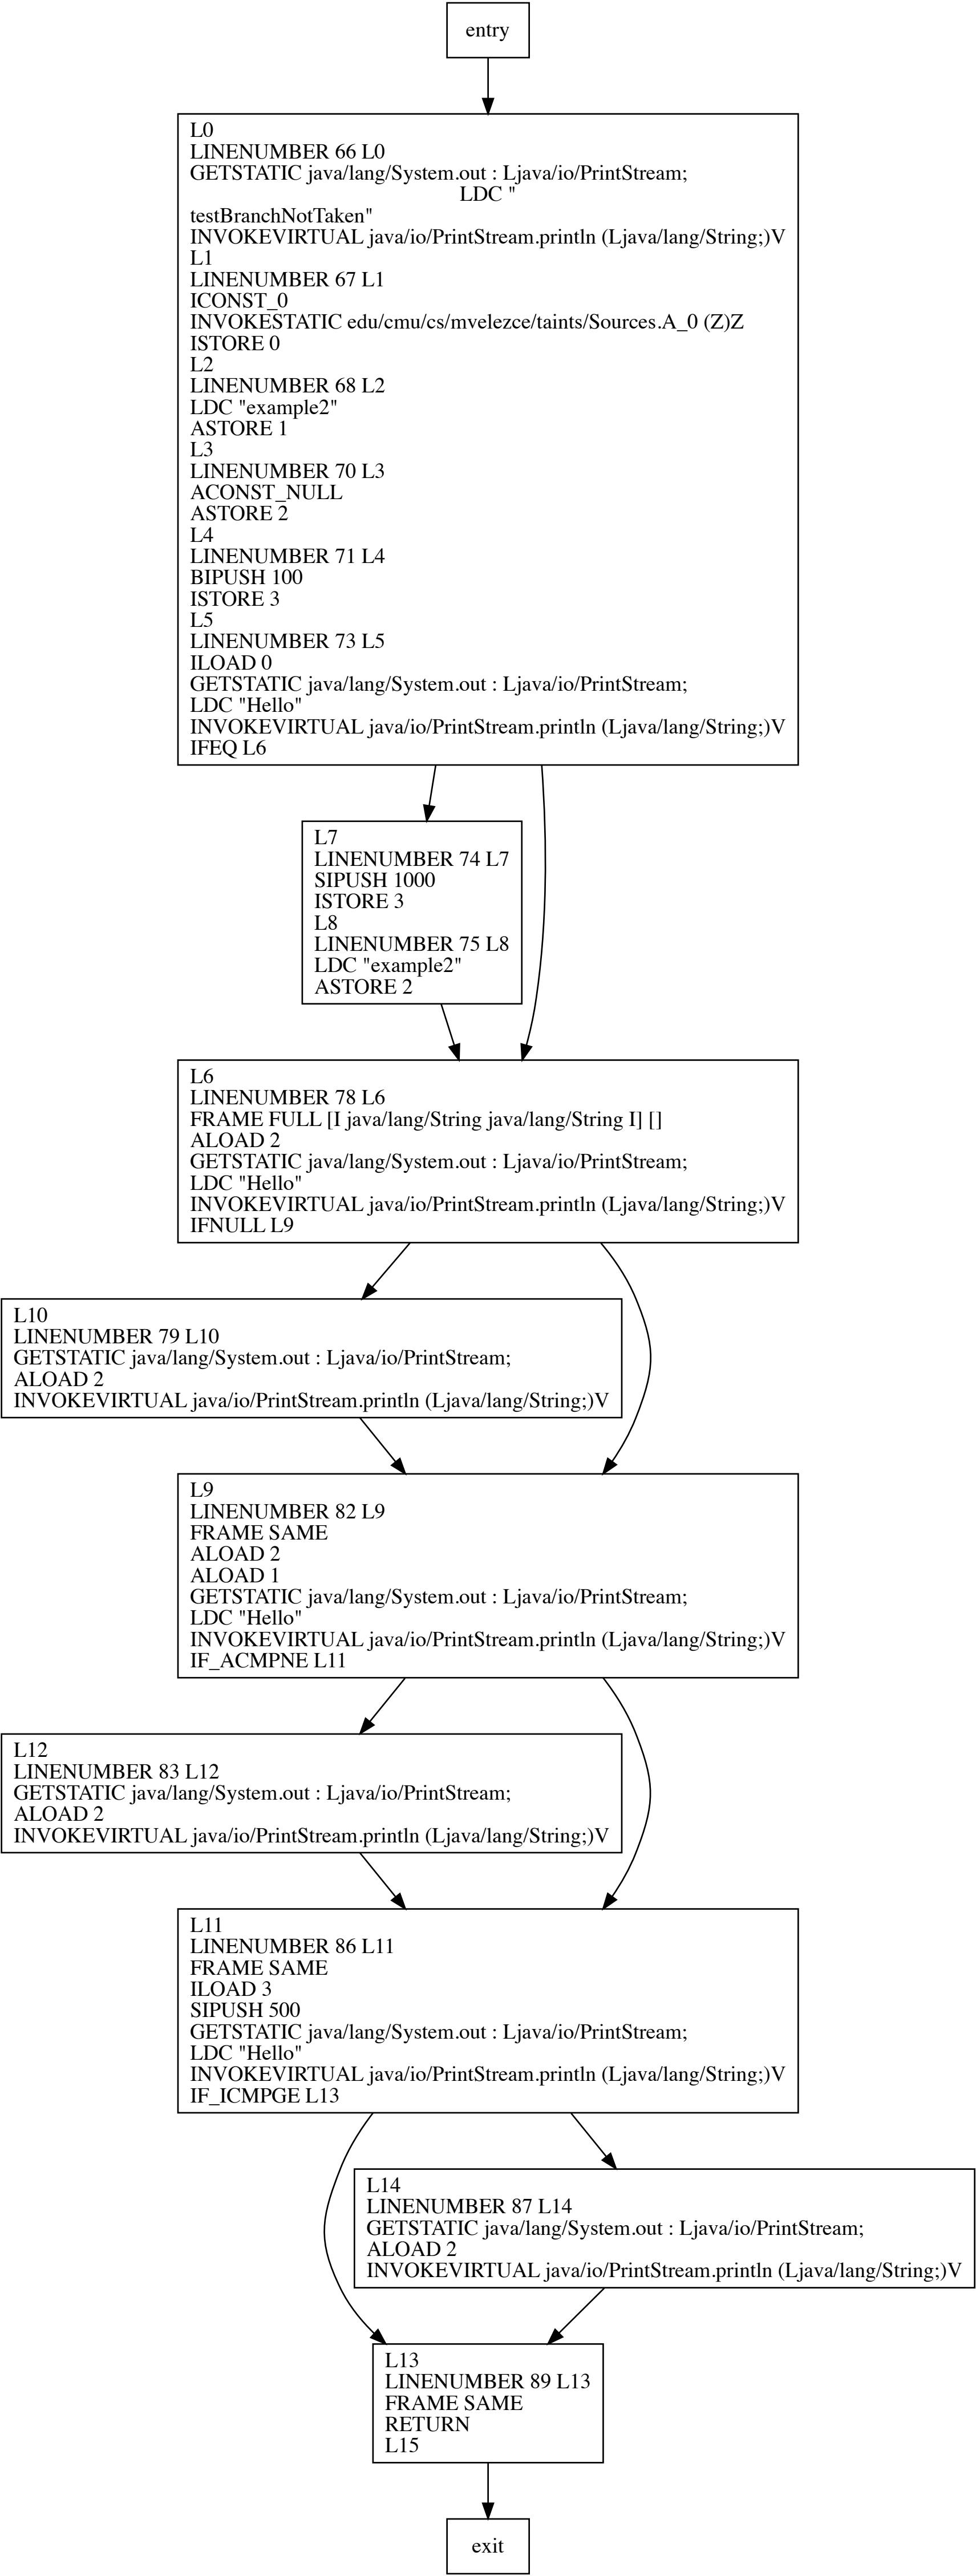 entry
L0
LINENUMBER 66 L0
GETSTATIC java/lang/System.out : Ljava/io/PrintStream;
LDC "
testBranchNotTaken"
INVOKEVIRTUAL java/io/PrintStream.println (Ljava/lang/String;)V
L1
LINENUMBER 67 L1
ICONST_0
INVOKESTATIC edu/cmu/cs/mvelezce/taints/Sources.A_0 (Z)Z
ISTORE 0
L2
LINENUMBER 68 L2
LDC "example2"
ASTORE 1
L3
LINENUMBER 70 L3
ACONST_NULL
ASTORE 2
L4
LINENUMBER 71 L4
BIPUSH 100
ISTORE 3
L5
LINENUMBER 73 L5
ILOAD 0
GETSTATIC java/lang/System.out : Ljava/io/PrintStream;
LDC "Hello"
INVOKEVIRTUAL java/io/PrintStream.println (Ljava/lang/String;)V
IFEQ L6
L7
LINENUMBER 74 L7
SIPUSH 1000
ISTORE 3
L8
LINENUMBER 75 L8
LDC "example2"
ASTORE 2
L6
LINENUMBER 78 L6
FRAME FULL [I java/lang/String java/lang/String I] []
ALOAD 2
GETSTATIC java/lang/System.out : Ljava/io/PrintStream;
LDC "Hello"
INVOKEVIRTUAL java/io/PrintStream.println (Ljava/lang/String;)V
IFNULL L9
L10
LINENUMBER 79 L10
GETSTATIC java/lang/System.out : Ljava/io/PrintStream;
ALOAD 2
INVOKEVIRTUAL java/io/PrintStream.println (Ljava/lang/String;)V
L9
LINENUMBER 82 L9
FRAME SAME
ALOAD 2
ALOAD 1
GETSTATIC java/lang/System.out : Ljava/io/PrintStream;
LDC "Hello"
INVOKEVIRTUAL java/io/PrintStream.println (Ljava/lang/String;)V
IF_ACMPNE L11
L12
LINENUMBER 83 L12
GETSTATIC java/lang/System.out : Ljava/io/PrintStream;
ALOAD 2
INVOKEVIRTUAL java/io/PrintStream.println (Ljava/lang/String;)V
L11
LINENUMBER 86 L11
FRAME SAME
ILOAD 3
SIPUSH 500
GETSTATIC java/lang/System.out : Ljava/io/PrintStream;
LDC "Hello"
INVOKEVIRTUAL java/io/PrintStream.println (Ljava/lang/String;)V
IF_ICMPGE L13
L14
LINENUMBER 87 L14
GETSTATIC java/lang/System.out : Ljava/io/PrintStream;
ALOAD 2
INVOKEVIRTUAL java/io/PrintStream.println (Ljava/lang/String;)V
L13
LINENUMBER 89 L13
FRAME SAME
RETURN
L15
exit